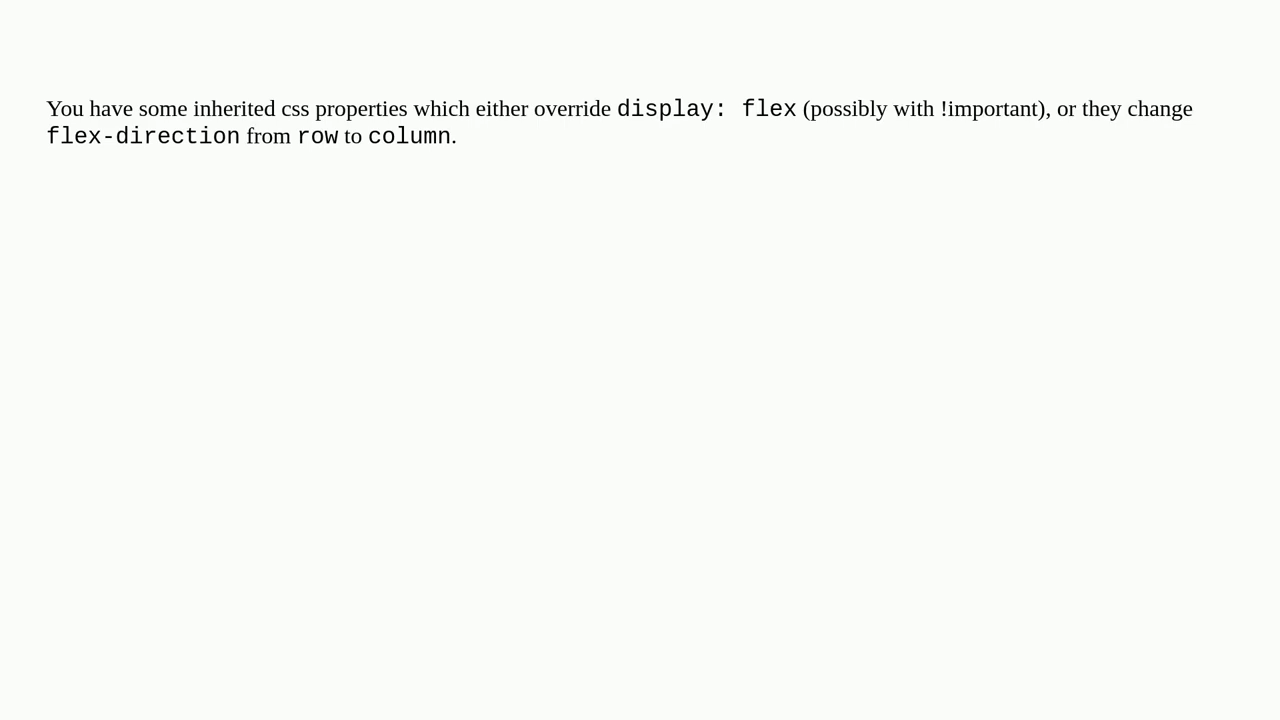 You have some inherited css properties which either override display: flex (possibly with !important), or they change
flex-direction from row to column.